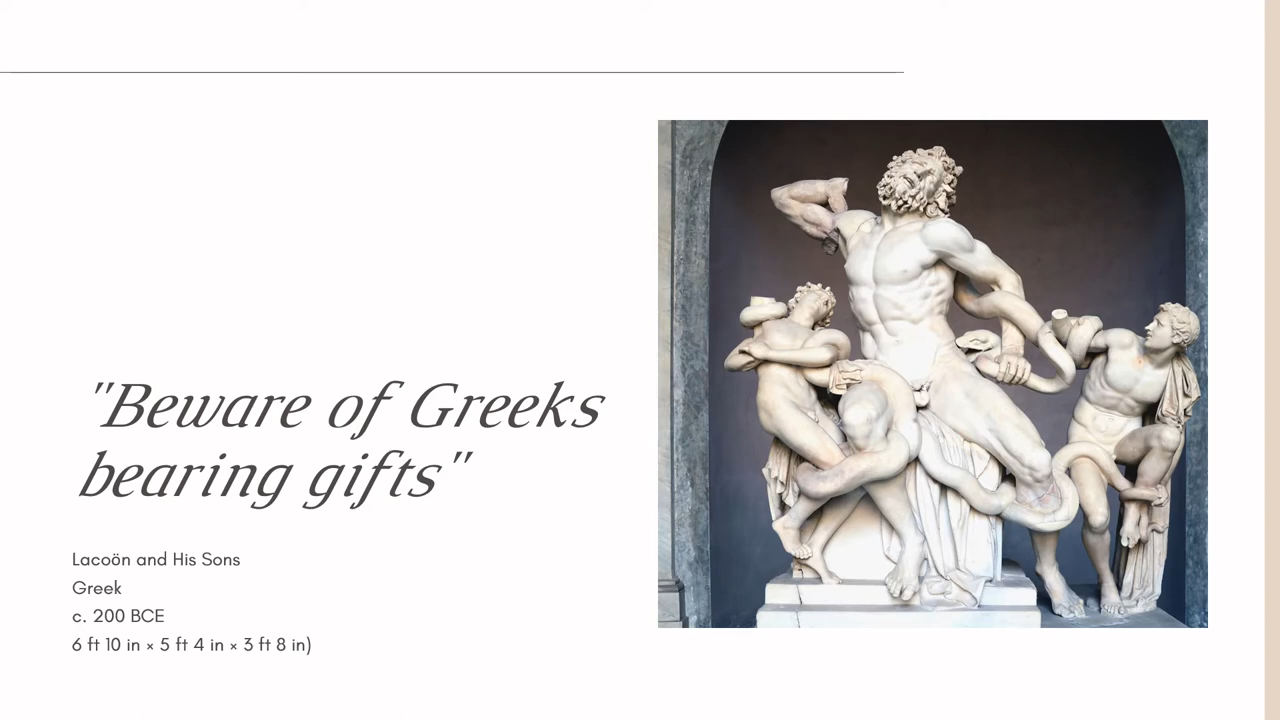 "Beware of Greeks
bearing gifts"
Lacoön and His Sons
Greek
c. 200 BCE
6 ft 10 in × 5 ft 4 in × 3 ft 8 in)